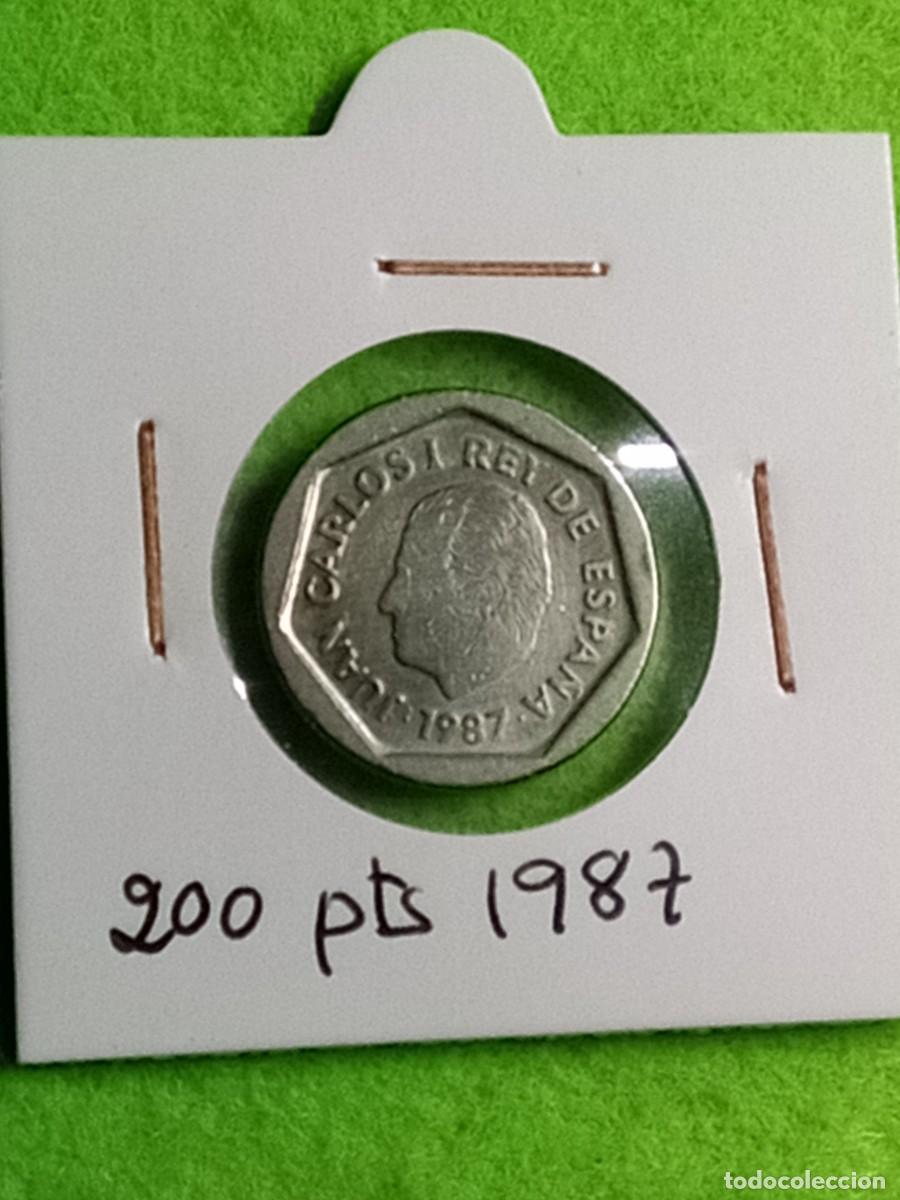 JUAN CARLOS I REY DE ESPAÑA
· 1987 ·
200 pts 1987
todocoleccion